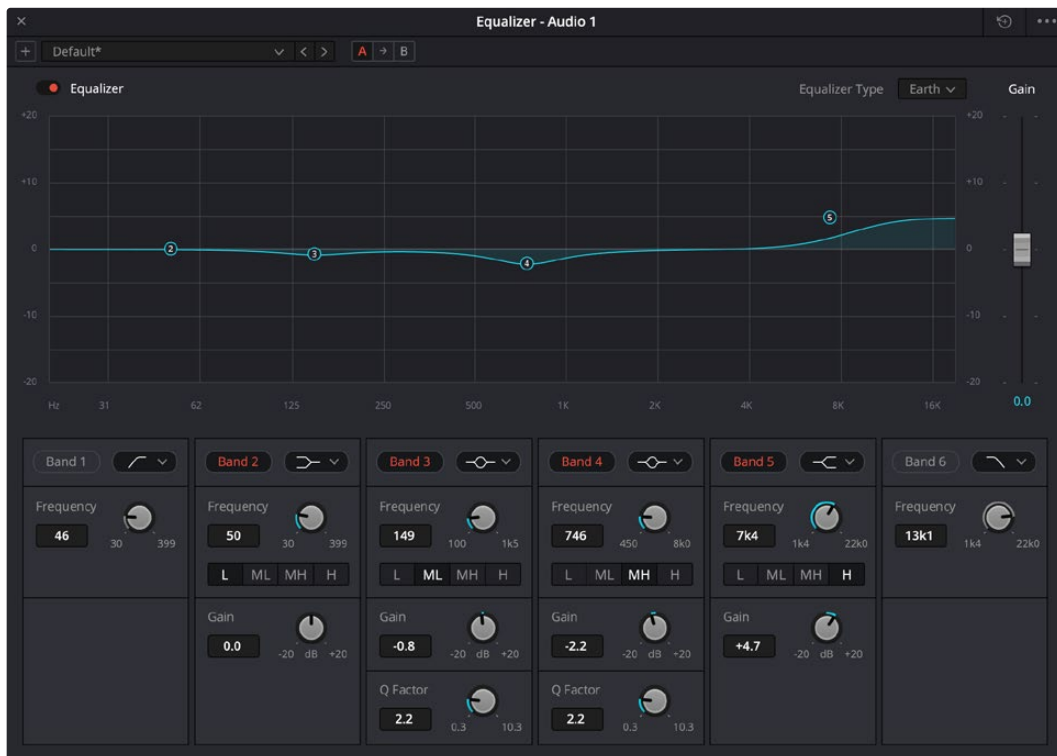 Equalizer - Audio 1
Default*
A
B
Equalizer
Equalizer Type
Earth
Gain
+20
+20
+10
+10
2
3
4
5
0
0
-10
-10
-20
-20
Hz 31 62 125 250 500 1K 2K 4K 8K 16K
0.0
Band 1 Band 2 Band 3 Band 4 Band 5 Band 6
Frequency Frequency Frequency Frequency Frequency Frequency
46 50 149 746 7k4 13k1
30 399 30 399 100 1k5 450 8k0 1k4 22k0 1k4 22k0
L ML MH H L ML MH H L ML MH H L ML MH H
Gain Gain Gain Gain
0.0 -0.8 -2.2 +4.7
-20 dB +20 -20 dB +20 -20 dB +20 -20 dB +20
Q Factor Q Factor
2.2 2.2
0.3 10.3 0.3 10.3